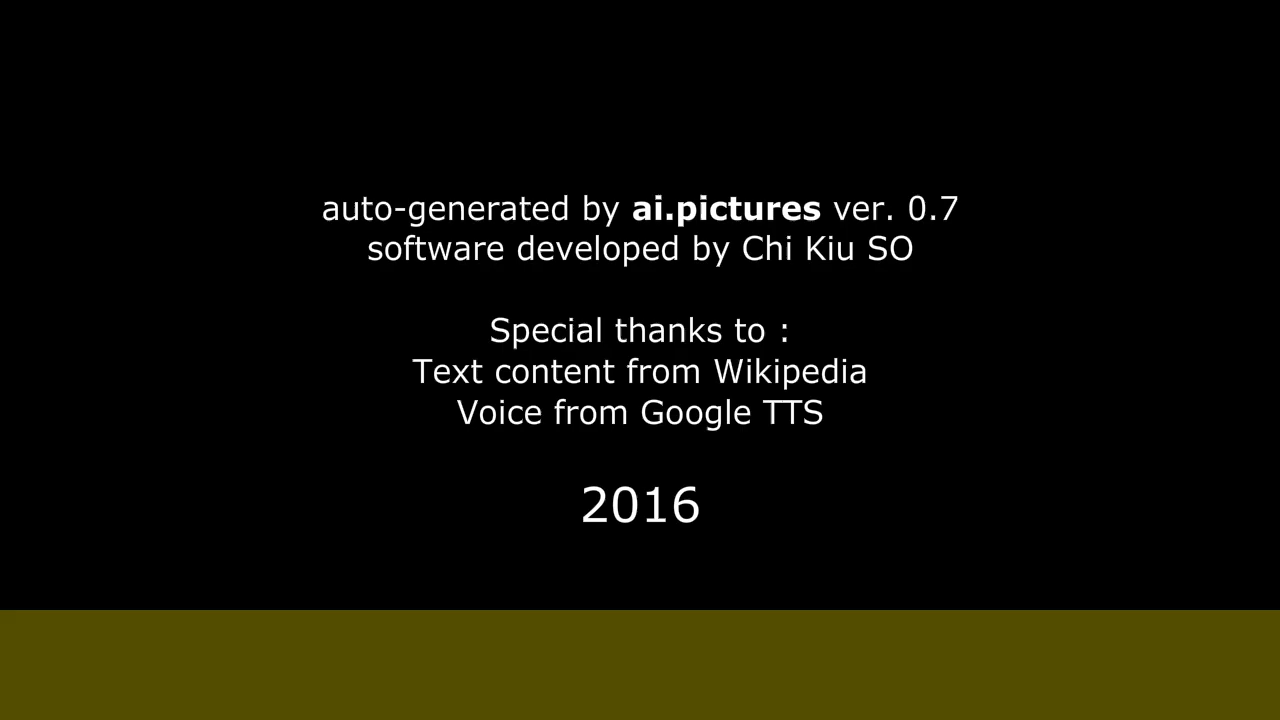 auto-generated by ai.pictures ver. 0.7
software developed by Chi Kiu SO
Special thanks to :
Text content from Wikipedia
Voice from Google TTS
2016